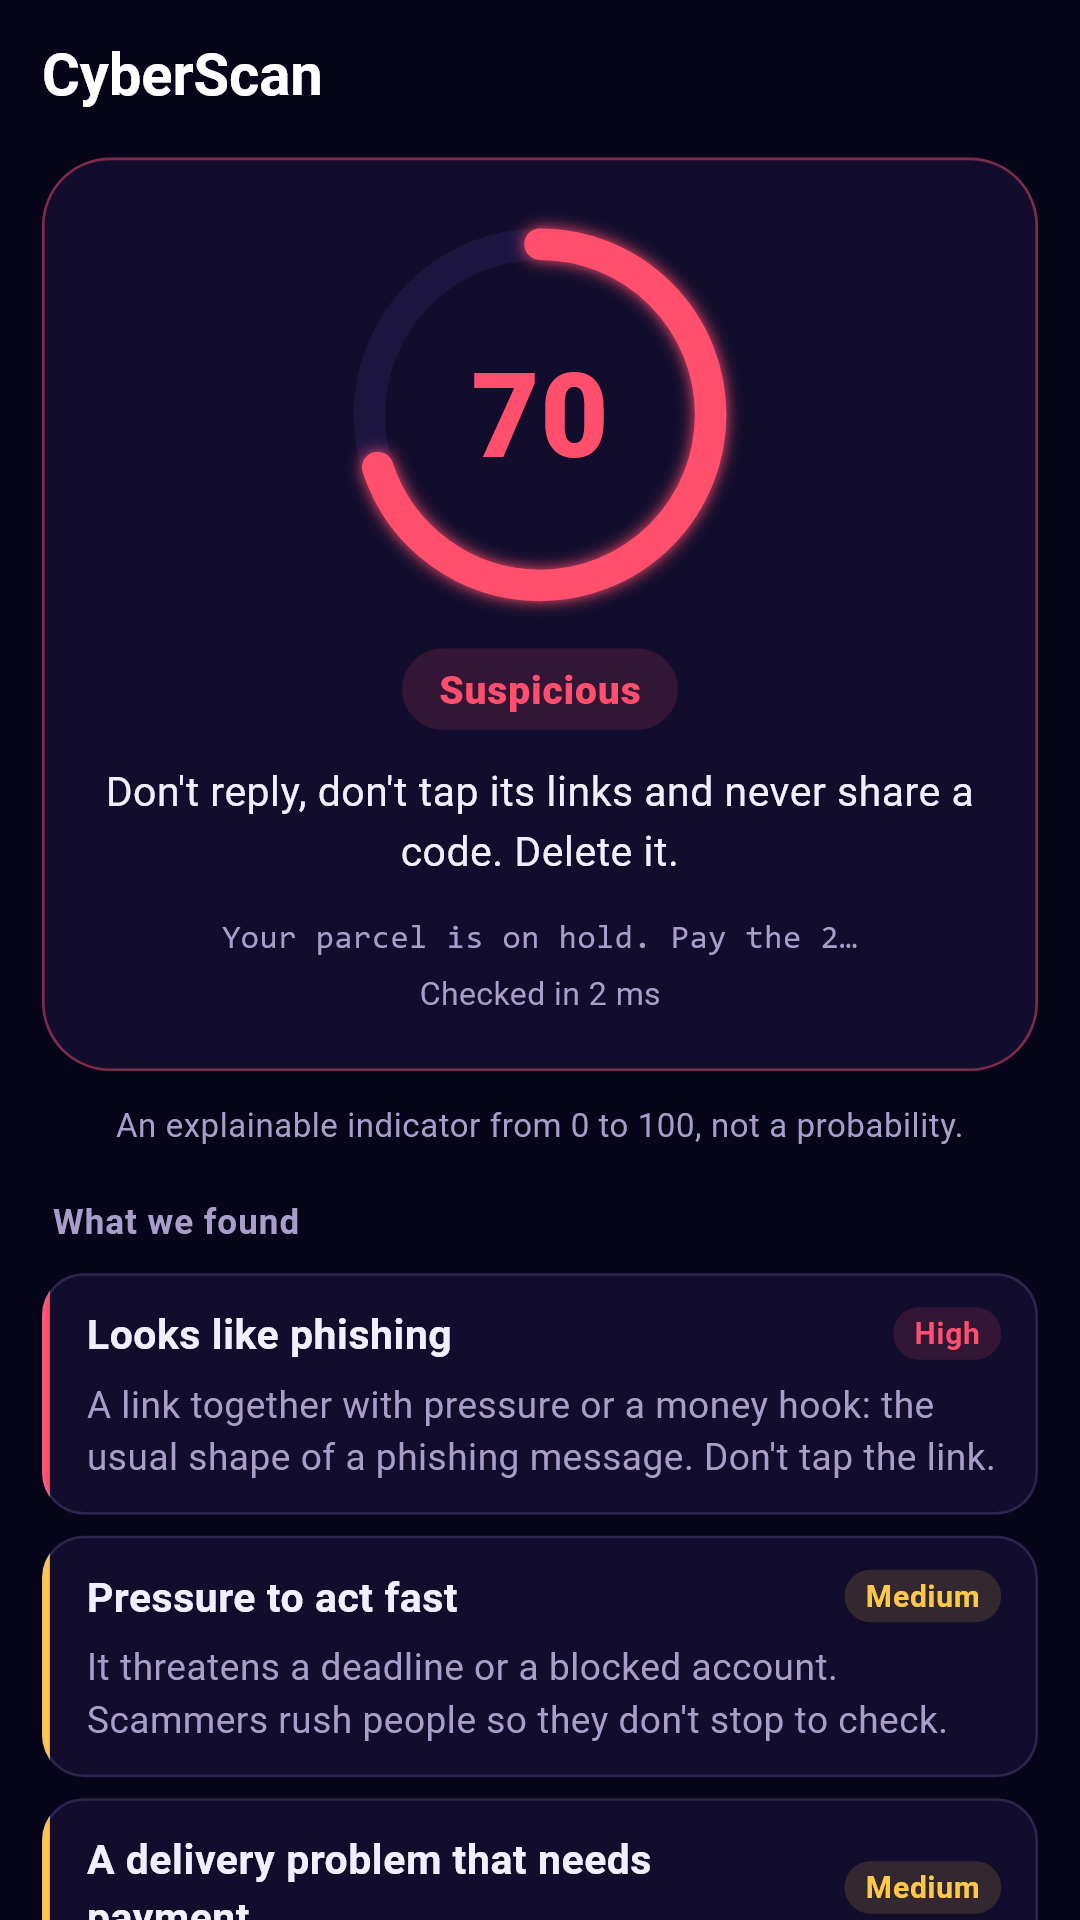 CyberScan
70
Suspicious
Don't reply, don't tap its links and never share a
code. Delete it.
Your parcel is on hold. Pay the 2…
Checked in 2 ms
An explainable indicator from 0 to 100, not a probability.
What we found
Looks like phishing
High
A link together with pressure or a money hook: the
usual shape of a phishing message. Don't tap the link.
Pressure to act fast
Medium
It threatens a deadline or a blocked account.
Scammers rush people so they don't stop to check.
A delivery problem that needs
Medium
payment